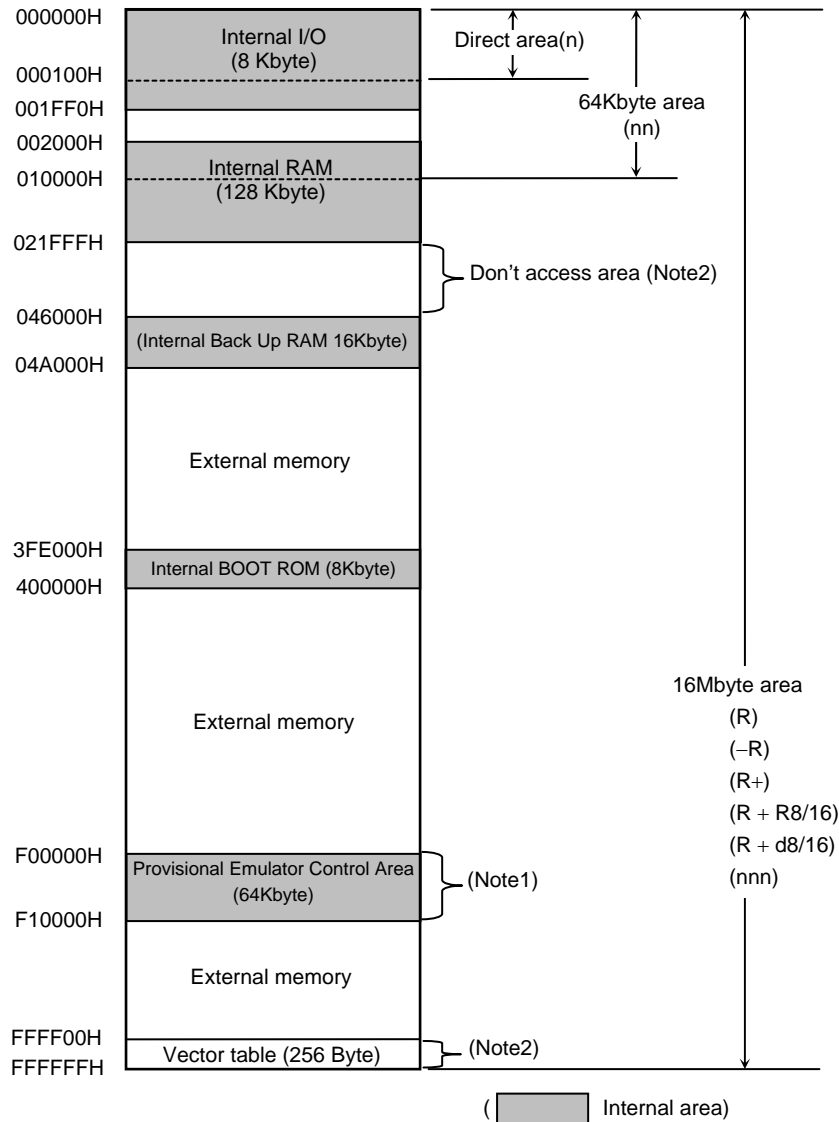 000000H
Internal I/O
(8 Kbyte)
Direct area(n)
000100H
64Kbyte area
(nn)
001FF0H
002000H
Internal RAM
(128 Kbyte)
010000H
021FFFH
Don't access area (Note2)
046000H
(Internal Back Up RAM 16Kbyte)
04A000H
External memory
3FE000H
Internal BOOT ROM (8Kbyte)
400000H
External memory
16Mbyte area
(R)
(−R)
(R+)
(R + R8/16)
(R + d8/16)
(nnn)
F00000H
Provisional Emulator Control Area
(64Kbyte)
(Note1)
F10000H
External memory
FFFF00H
Vector table (256 Byte)
(Note2)
FFFFFFH
( Internal area)